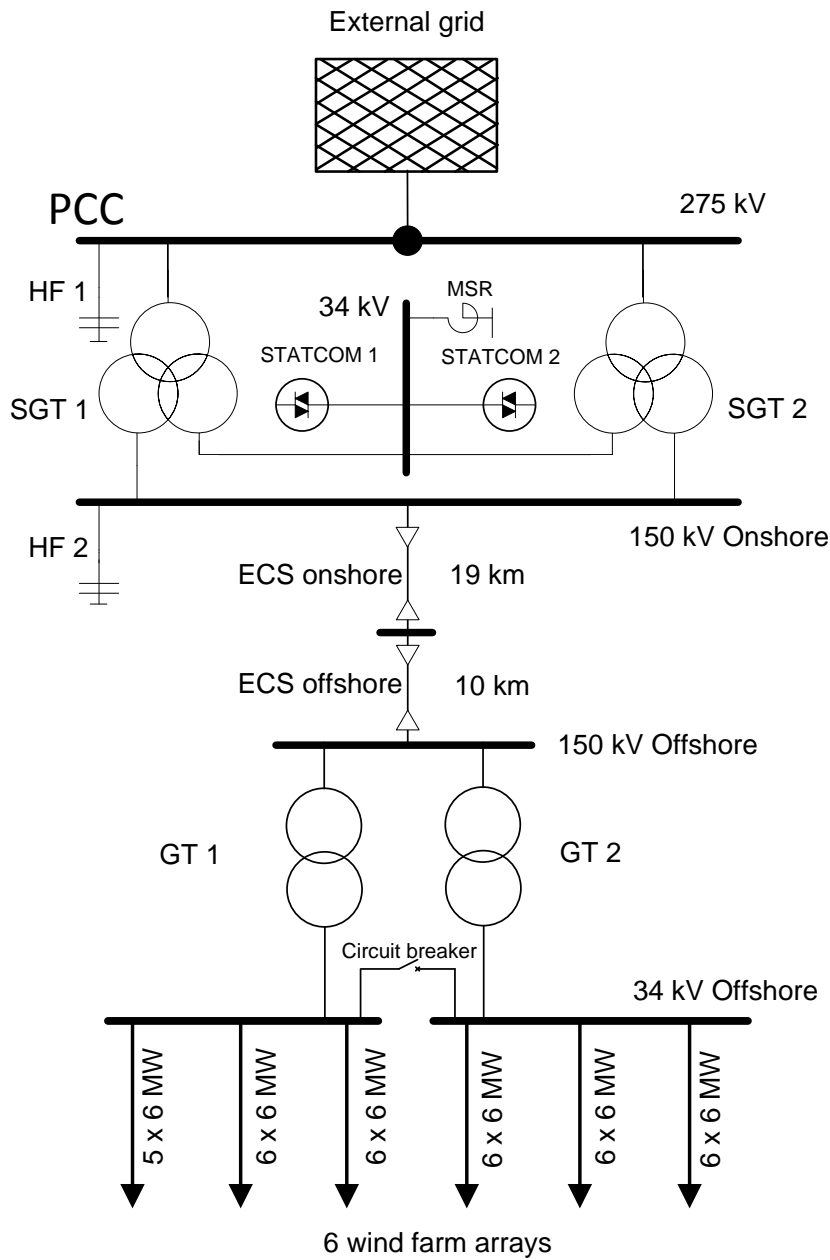 External grid
PCC
275 kV
HF 1
34 kV
MSR
STATCOM 1
STATCOM 2
SGT 1
SGT 2
HF 2
150 kV Onshore
ECS onshore
19 km
ECS offshore
10 km
150 kV Offshore
GT 1
GT 2
Circuit breaker
34 kV Offshore
5 x 6 MW
6 x 6 MW
6 x 6 MW
6 x 6 MW
6 x 6 MW
6 x 6 MW
6 wind farm arrays